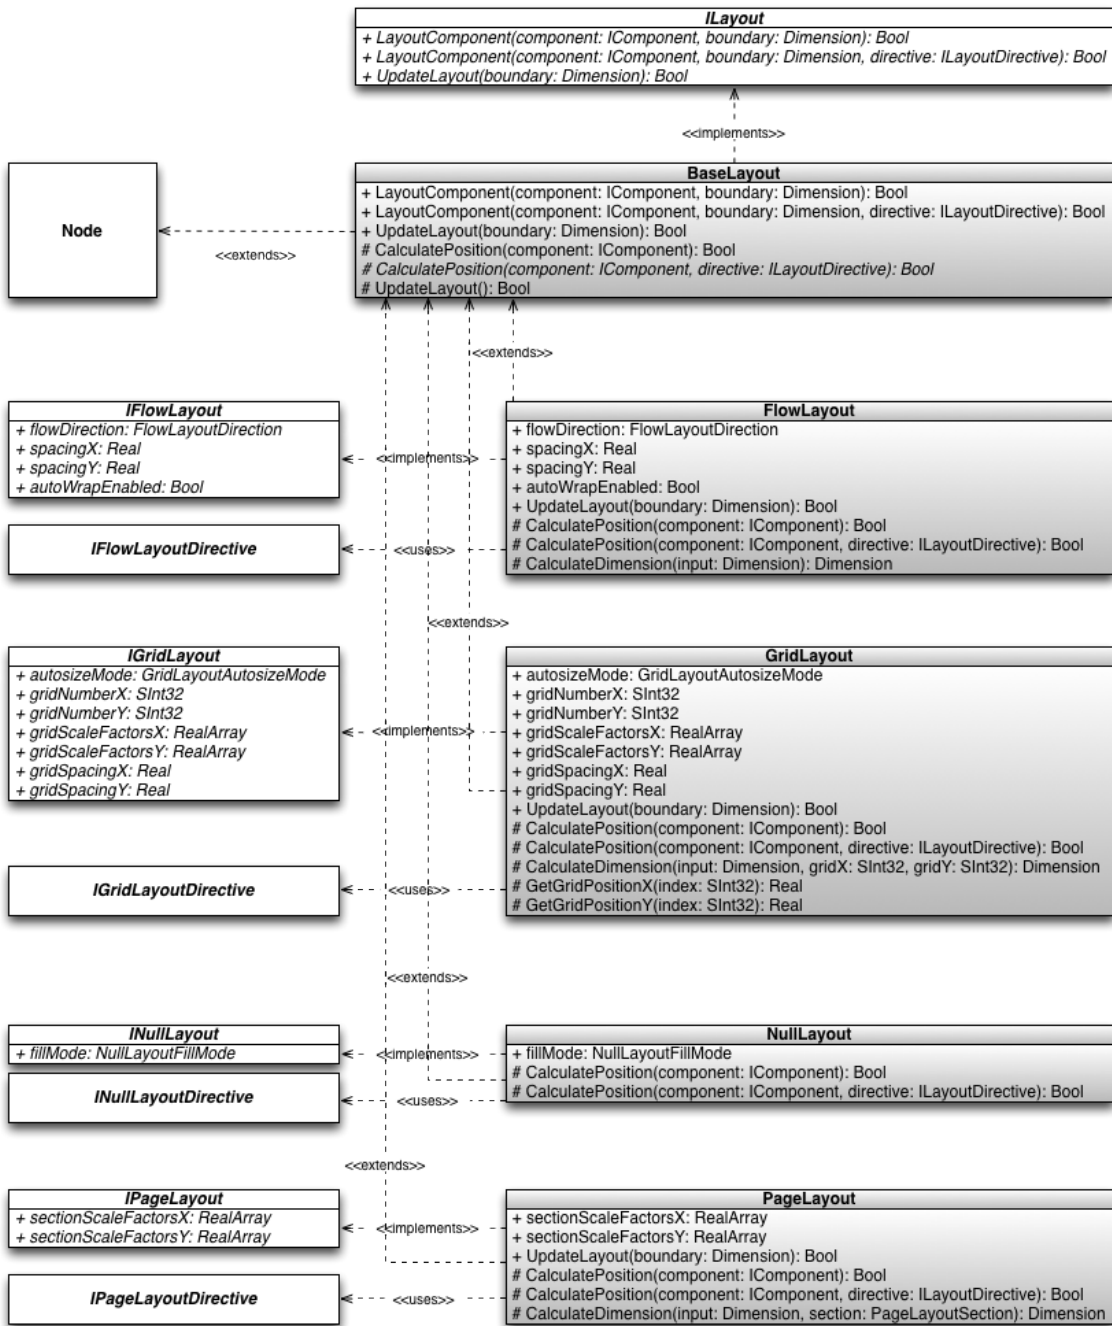 ILayout
+ LayoutComponent(component: IComponent, boundary: Dimension): Bool
+ LayoutComponent(component: IComponent, boundary: Dimension, directive: ILayoutDirective): Bool
+ UpdateLayout(boundary: Dimension): Bool
<<implements>>
Node
<<extends>>
BaseLayout
+ LayoutComponent(component: IComponent, boundary: Dimension): Bool
+ LayoutComponent(component: IComponent, boundary: Dimension, directive: ILayoutDirective): Bool
+ UpdateLayout(boundary: Dimension): Bool
# CalculatePosition(component: IComponent): Bool
# CalculatePosition(component: IComponent, directive: ILayoutDirective): Bool
# UpdateLayout(): Bool
<<extends>>
IFlowLayout
+ flowDirection: FlowLayoutDirection
+ spacingX: Real
+ spacingY: Real
+ autoWrapEnabled: Bool
<<implements>>
IFlowLayoutDirective
<<uses>>
FlowLayout
+ flowDirection: FlowLayoutDirection
+ spacingX: Real
+ spacingY: Real
+ autoWrapEnabled: Bool
+ UpdateLayout(boundary: Dimension): Bool
# CalculatePosition(component: IComponent): Bool
# CalculatePosition(component: IComponent, directive: ILayoutDirective): Bool
# CalculateDimension(input: Dimension): Dimension
<<extends>>
IGridLayout
+ autosizeMode: GridLayoutAutosizeMode
+ gridNumberX: SInt32
+ gridNumberY: SInt32
+ gridScaleFactorsX: RealArray
+ gridScaleFactorsY: RealArray
+ gridSpacingX: Real
+ gridSpacingY: Real
<<implements>>
IGridLayoutDirective
<<uses>>
GridLayout
+ autosizeMode: GridLayoutAutosizeMode
+ gridNumberX: SInt32
+ gridNumberY: SInt32
+ gridScaleFactorsX: RealArray
+ gridScaleFactorsY: RealArray
+ gridSpacingX: Real
+ gridSpacingY: Real
+ UpdateLayout(boundary: Dimension): Bool
# CalculatePosition(component: IComponent): Bool
# CalculatePosition(component: IComponent, directive: ILayoutDirective): Bool
# CalculateDimension(input: Dimension, gridX: SInt32, gridY: SInt32): Dimension
# GetGridPositionX(index: SInt32): Real
# GetGridPositionY(index: SInt32): Real
<<extends>>
INullLayout
+ fillMode: NullLayoutFillMode
<<implements>>
INullLayoutDirective
<<uses>>
NullLayout
+ fillMode: NullLayoutFillMode
# CalculatePosition(component: IComponent): Bool
# CalculatePosition(component: IComponent, directive: ILayoutDirective): Bool
<<extends>>
IPageLayout
+ sectionScaleFactorsX: RealArray
+ sectionScaleFactorsY: RealArray
<<implements>>
IPageLayoutDirective
<<uses>>
PageLayout
+ sectionScaleFactorsX: RealArray
+ sectionScaleFactorsY: RealArray
+ UpdateLayout(boundary: Dimension): Bool
# CalculatePosition(component: IComponent): Bool
# CalculatePosition(component: IComponent, directive: ILayoutDirective): Bool
# CalculateDimension(input: Dimension, section: PageLayoutSection): Dimension